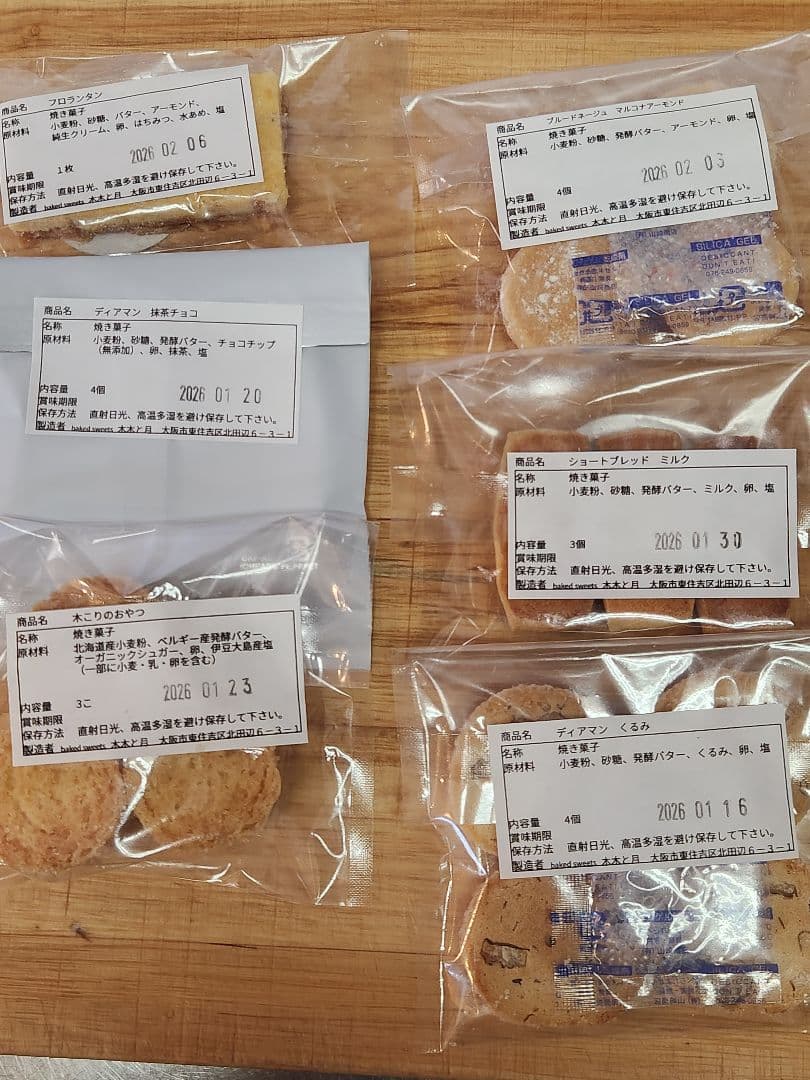 商品名 フロランタン
名称 焼き菓子
原材料 小麦粉、砂糖、バター、アーモンド、
純生クリーム、卵、はちみつ、水あめ、塩
内容量 1枚
賞味期限 2026 02 06
保存方法 直射日光、高温多湿を避け保存して下さい。
製造者 baked sweets 木木と月 大阪市東住吉区北田辺6-3-1
商品名 ブルードネージュ マルコナアーモンド
名称 焼き菓子
原材料 小麦粉、砂糖、発酵バター、アーモンド、卵、塩
内容量 4個
賞味期限 2026 02 03
保存方法 直射日光、高温多湿を避け保存して下さい。
製造者 baked sweets 木木と月 大阪市東住吉区北田辺6-3-1
SILICA GEL
DESICCANT
DON'T EAT!
076-249-0859
商品名 ディアマン 抹茶チョコ
名称 焼き菓子
原材料 小麦粉、砂糖、発酵バター、チョコチップ
(無添加)、卵、抹茶、塩
内容量 4個
賞味期限 2026 01 20
保存方法 直射日光、高温多湿を避け保存して下さい。
製造者 baked sweets 木木と月 大阪市東住吉区北田辺6-3-1
商品名 ショートブレッド ミルク
名称 焼き菓子
原材料 小麦粉、砂糖、発酵バター、ミルク、卵、塩
内容量 3個
賞味期限 2026 01 30
保存方法 直射日光、高温多湿を避け保存して下さい。
製造者 baked sweets 木木と月 大阪市東住吉区北田辺6-3-1
商品名 木こりのおやつ
名称 焼き菓子
原材料 北海道産小麦粉、ベルギー産発酵バター、
オーガニックシュガー、卵、伊豆大島産塩
(一部に小麦・乳・卵を含む)
内容量 3こ
賞味期限 2026 01 23
保存方法 直射日光、高温多湿を避け保存して下さい。
製造者 baked sweets 木木と月 大阪市東住吉区北田辺6-3-1
商品名 ディアマン くるみ
名称 焼き菓子
原材料 小麦粉、砂糖、発酵バター、くるみ、卵、塩
内容量 4個
賞味期限 2026 01 16
保存方法 直射日光、高温多湿を避け保存して下さい。
製造者 baked sweets 木木と月 大阪市東住吉区北田辺6-3-1